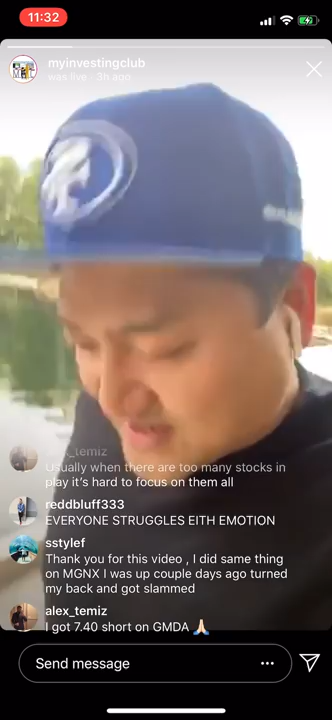 11:32
myinvestingclub
was live · 3h ago
_temiz
Usually when there are too many stocks in
play it's hard to focus on them all
reddbluff333
EVERYONE STRUGGLES EITH EMOTION
sstylef
Thank you for this video , I did same thing
on MGNX I was up couple days ago turned
my back and got slammed
alex_temiz
I got 7.40 short on GMDA 🙏🏻
Send message